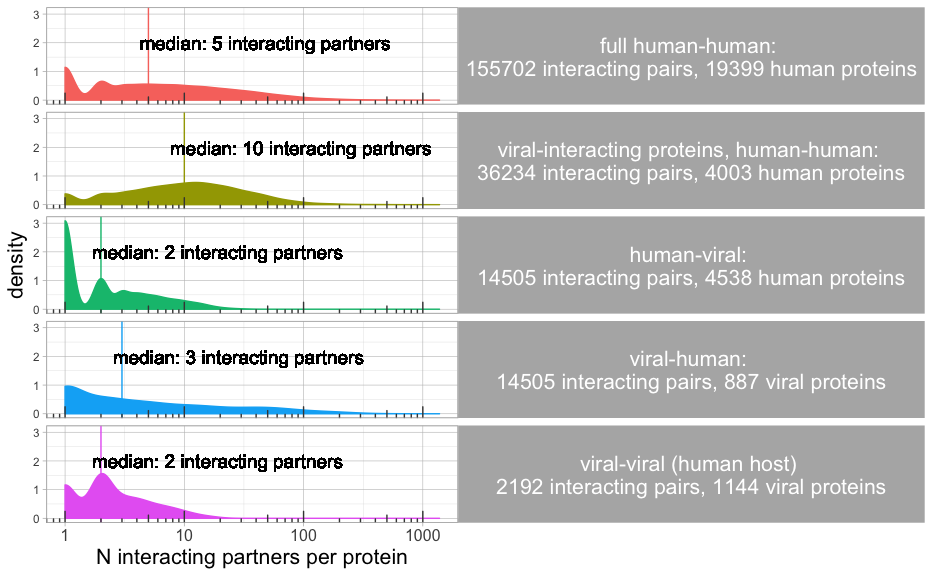 3
2
1
0
median: 5 interacting partners
full human-human:
155702 interacting pairs, 19399 human proteins
3
2
1
0
median: 10 interacting partners
viral-interacting proteins, human-human:
36234 interacting pairs, 4003 human proteins
density
3
2
1
0
median: 2 interacting partners
human-viral:
14505 interacting pairs, 4538 human proteins
3
2
1
0
median: 3 interacting partners
viral-human:
14505 interacting pairs, 887 viral proteins
3
2
1
0
median: 2 interacting partners
viral-viral (human host)
2192 interacting pairs, 1144 viral proteins
1 10 100 1000
N interacting partners per protein